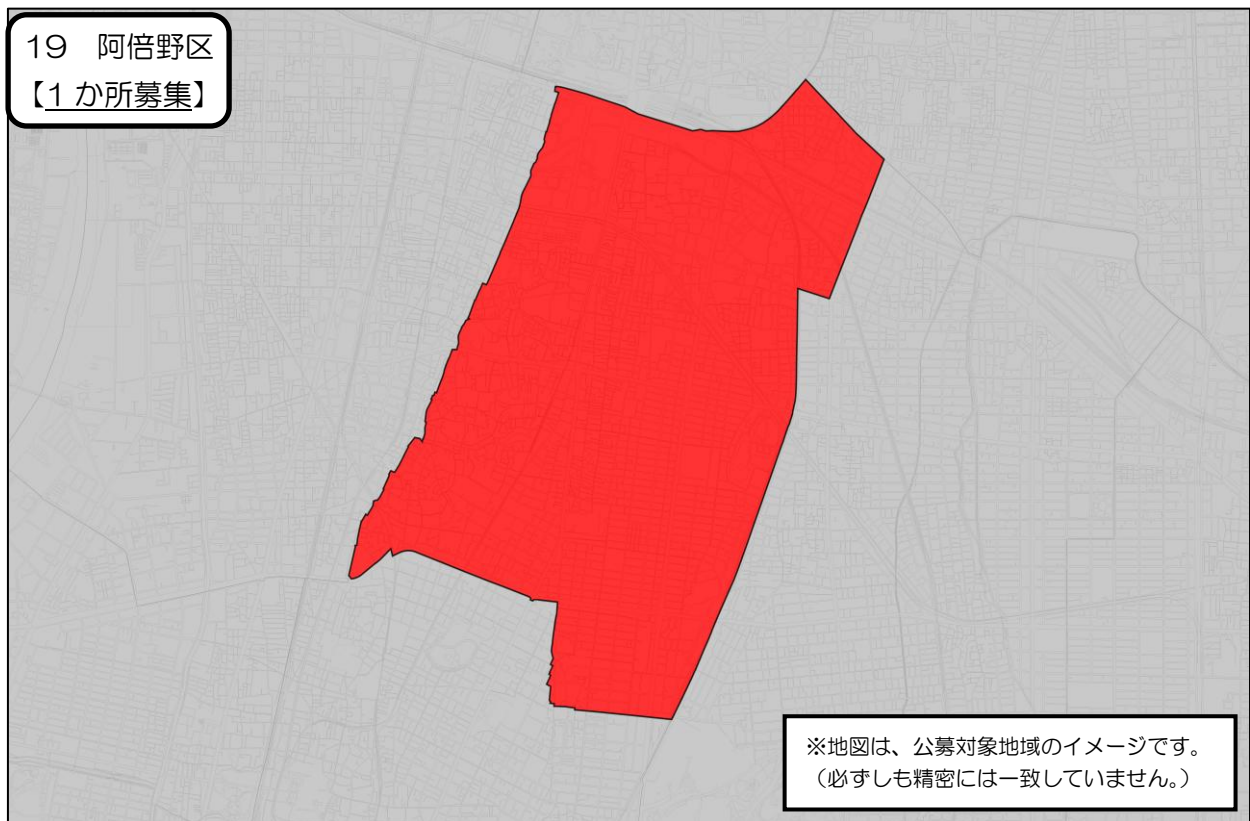 19　阿倍野区
【1か所募集】
※地図は、公募対象地域のイメージです。
（必ずしも精密には一致していません。）